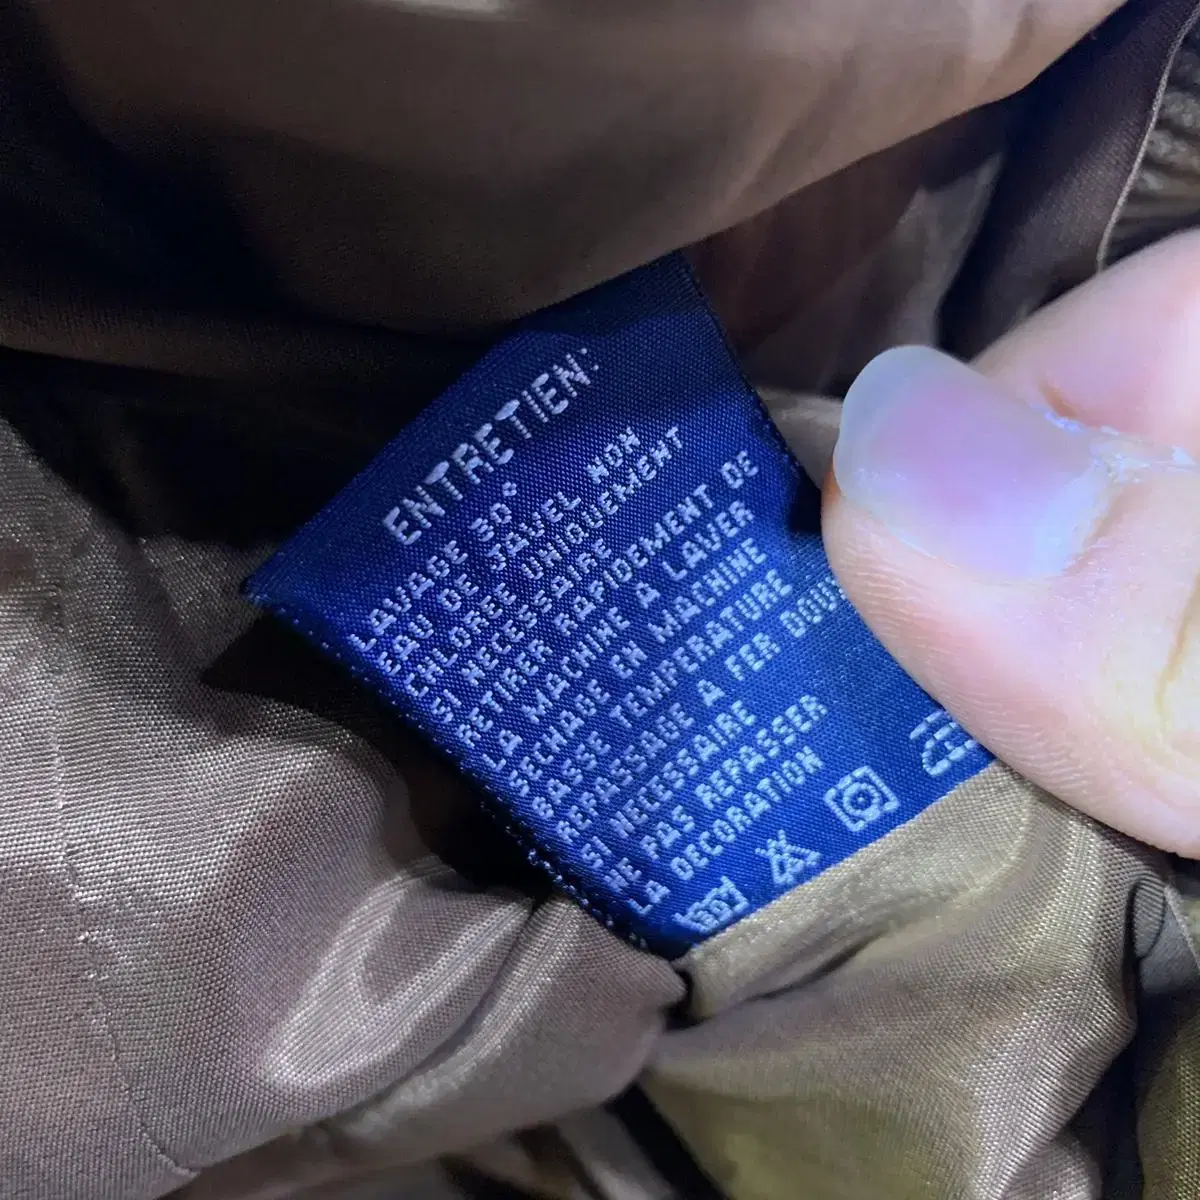 ENTRETIEN:
LAVAGE 30°
EAU DE JAVEL NON
CHLOREE UNIQUEMENT
SI NECESSAIRE
RETIRER RAPIDEMENT DE
LA MACHINE A LAVER
SECHAGE EN MACHINE
BASSE TEMPERATURE
REPASSAGE A FER DOU
SI NECESSAIRE
NE PAS REPASSER
LA DECORATION